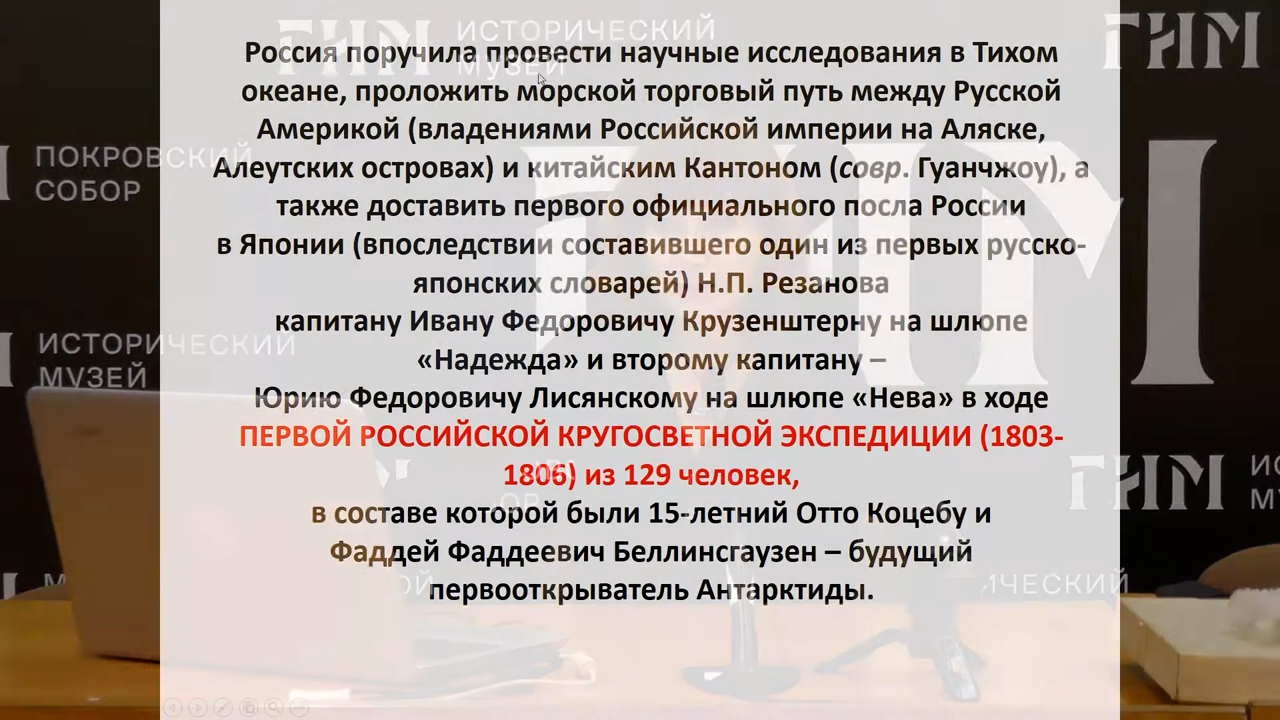 Россия поручила провести научные исследования в Тихом
океане, проложить морской торговый путь между Русской
Америкой (владениями Российской империи на Аляске,
Алеутских островах) и китайским Кантоном (совр. Гуанчжоу), а
также доставить первого официального посла России
в Японии (впоследствии составившего один из первых русско-
японских словарей) Н.П. Резанова
капитану Ивану Федоровичу Крузенштерну на шлюпе
«Надежда» и второму капитану –
Юрию Федоровичу Лисянскому на шлюпе «Нева» в ходе
ПЕРВОЙ РОССИЙСКОЙ КРУГОСВЕТНОЙ ЭКСПЕДИЦИИ (1803-
1806) из 129 человек,
в составе которой были 15-летний Отто Коцебу и
Фаддей Фаддеевич Беллинсгаузен – будущий
первооткрыватель Антарктиды.
ГИМ
ИСТОРИЧЕСКИЙ
МУЗЕЙ
ГИМ
ПОКРОВСКИЙ
СОБОР
ГИМ
ИСТОРИЧЕСКИЙ
МУЗЕЙ
ГИМ